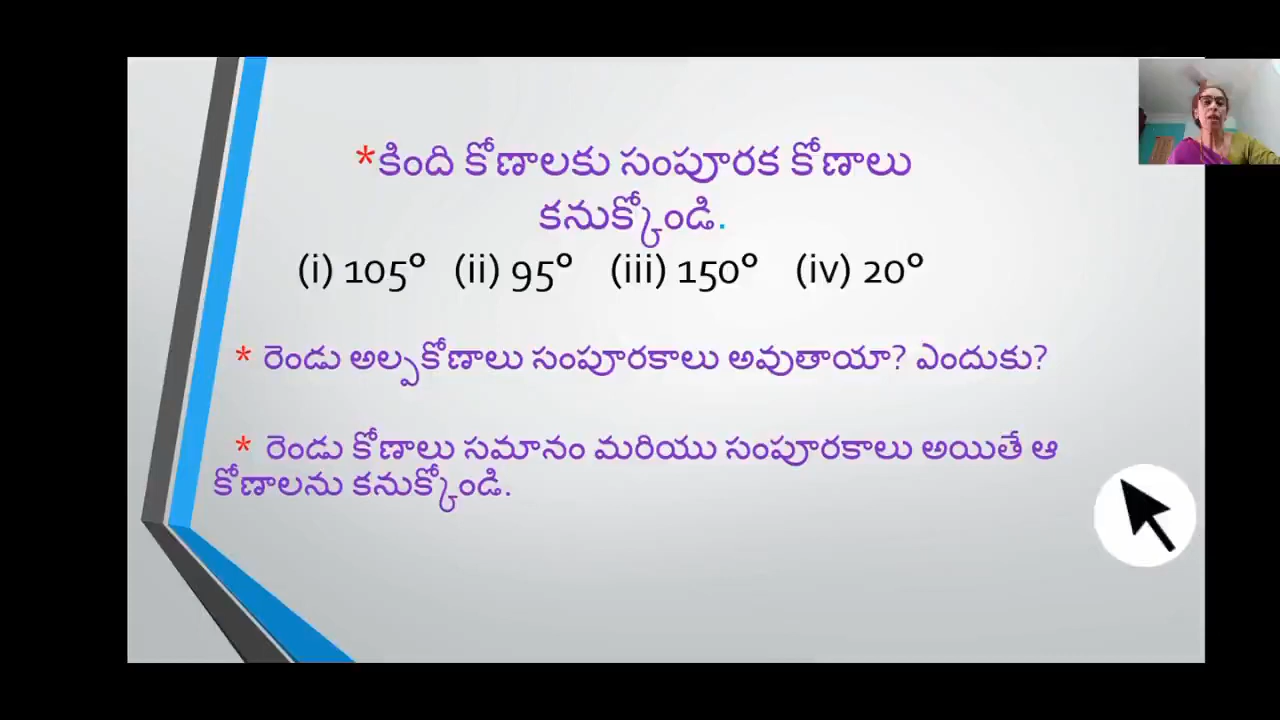 *కింది కోణాలకు సంపూరక కోణాలు
కనుక్కోండి.
(i) 105° (ii) 95° (iii) 150° (iv) 20°
* రెండు అల్పకోణాలు సంపూరకాలు అవుతాయా? ఎందుకు?
* రెండు కోణాలు సమానం మరియు సంపూరకాలు అయితే ఆ
కోణాలను కనుక్కోండి.